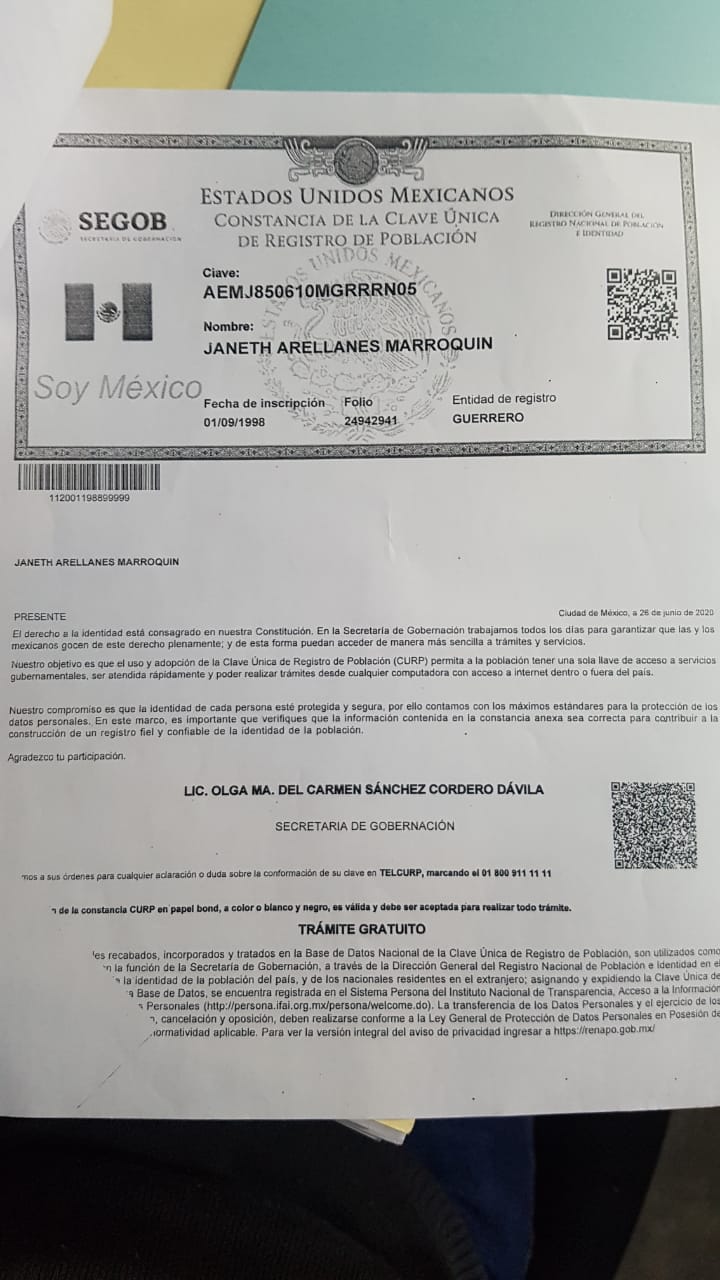 ESTADOS UNIDOS MEXICANOS
CONSTANCIA DE LA CLAVE ÚNICA
DE REGISTRO DE POBLACIÓN
SEGOB
SECRETARÍA DE GOBERNACIÓN
DIRECCIÓN GENERAL DEL
REGISTRO NACIONAL DE POBLACIÓN
E IDENTIDAD
Clave:
AEMJ850610MGRRRN05
Nombre:
JANETH ARELLANES MARROQUIN
Soy México
Fecha de inscripción Folio Entidad de registro
01/09/1998 24942941 GUERRERO
ESTADOS UNIDOS MEXICANOS
112001198899999
JANETH ARELLANES MARROQUIN
Ciudad de México, a 26 de junio de 2020
PRESENTE
El derecho a la identidad está consagrado en nuestra Constitución. En la Secretaría de Gobernación trabajamos todos los días para garantizar que las y los
mexicanos gocen de este derecho plenamente; y de esta forma puedan acceder de manera más sencilla a trámites y servicios.
Nuestro objetivo es que el uso y adopción de la Clave Única de Registro de Población (CURP) permita a la población tener una sola llave de acceso a servicios
gubernamentales, ser atendida rápidamente y poder realizar trámites desde cualquier computadora con acceso a internet dentro o fuera del país.
Nuestro compromiso es que la identidad de cada persona esté protegida y segura, por ello contamos con los máximos estándares para la protección de los
datos personales. En este marco, es importante que verifiques que la información contenida en la constancia anexa sea correcta para contribuir a la
construcción de un registro fiel y confiable de la identidad de la población.
Agradezco tu participación.
LIC. OLGA MA. DEL CARMEN SÁNCHEZ CORDERO DÁVILA
SECRETARIA DE GOBERNACIÓN
mos a sus órdenes para cualquier aclaración o duda sobre la conformación de su clave en TELCURP, marcando el 01 800 911 11 11
de la constancia CURP en papel bond, a color o blanco y negro, es válida y debe ser aceptada para realizar todo trámite.
TRÁMITE GRATUITO
les recabados, incorporados y tratados en la Base de Datos Nacional de la Clave Única de Registro de Población, son utilizados como
la función de la Secretaría de Gobernación, a través de la Dirección General del Registro Nacional de Población e Identidad en el
la identidad de la población del país, y de los nacionales residentes en el extranjero; asignando y expidiendo la Clave Única de
Base de Datos, se encuentra registrada en el Sistema Persona del Instituto Nacional de Transparencia, Acceso a la Información
Personales (http://persona.ifai.org.mx/persona/welcome.do). La transferencia de los Datos Personales y el ejercicio de los
, cancelación y oposición, deben realizarse conforme a la Ley General de Protección de Datos Personales en Posesión de
normatividad aplicable. Para ver la versión integral del aviso de privacidad ingresar a https://renapo.gob.mx/